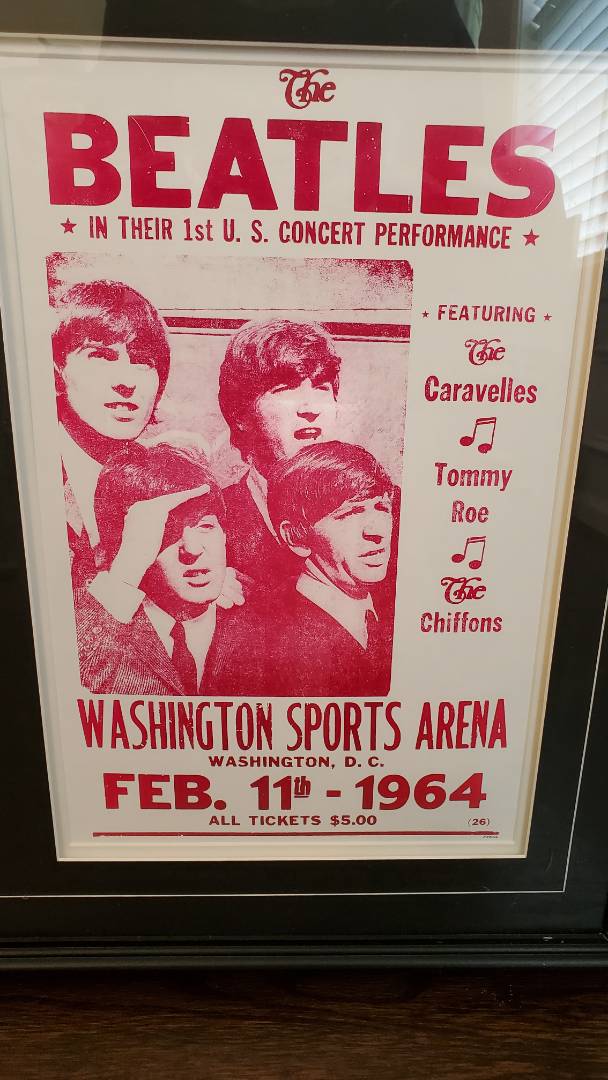 The
BEATLES
★ IN THEIR 1st U. S. CONCERT PERFORMANCE ★
★ FEATURING ★
The
Caravelles
Tommy
Roe
The
Chiffons
WASHINGTON SPORTS ARENA
WASHINGTON, D. C.
FEB. 11th - 1964
ALL TICKETS $5.00 (26)